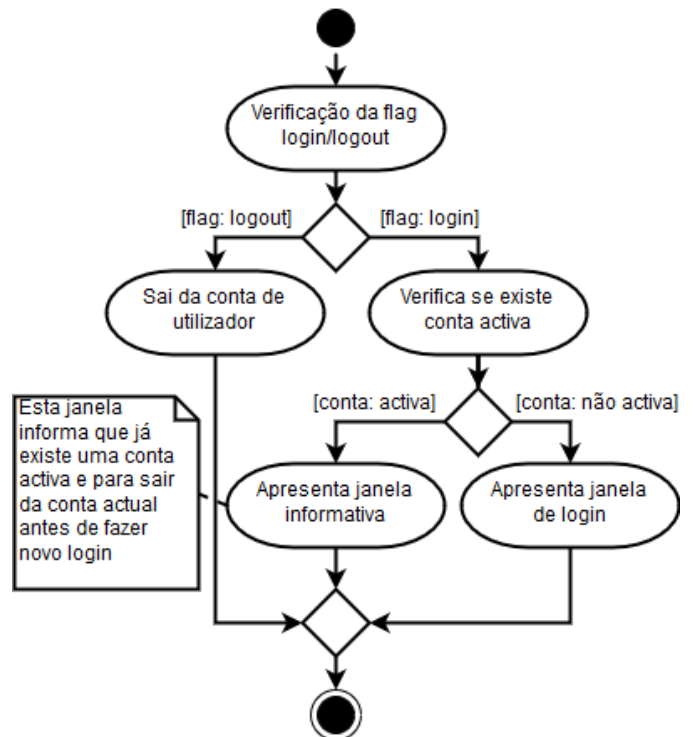 Verificação da flag
login/logout
[flag: logout]
[flag: login]
Sai da conta de
utilizador
Verifica se existe
conta activa
[conta: activa]
[conta: não activa]
Esta janela
informa que já
existe uma conta
activa e para sair
da conta actual
antes de fazer
novo login
Apresenta janela
informativa
Apresenta janela
de login